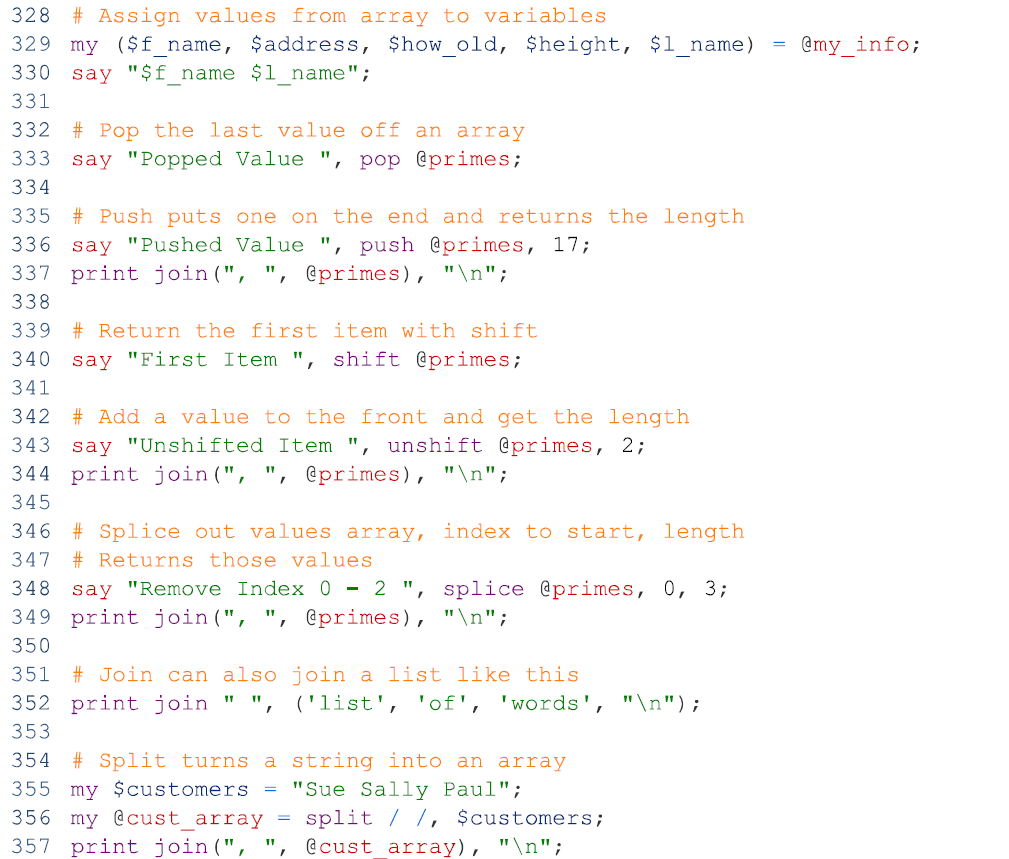 328 # Assign values from array to variables
329 my ($f_name, $address, $how_old, $height, $l_name) = @my_info;
330 say "$f_name $l_name";
331
332 # Pop the last value off an array
333 say "Popped Value ", pop @primes;
334
335 # Push puts one on the end and returns the length
336 say "Pushed Value ", push @primes, 17;
337 print join(", ", @primes), "\n";
338
339 # Return the first item with shift
340 say "First Item ", shift @primes;
341
342 # Add a value to the front and get the length
343 say "Unshifted Item ", unshift @primes, 2;
344 print join(", ", @primes), "\n";
345
346 # Splice out values array, index to start, length
347 # Returns those values
348 say "Remove Index 0 - 2 ", splice @primes, 0, 3;
349 print join(", ", @primes), "\n";
350
351 # Join can also join a list like this
352 print join " ", ('list', 'of', 'words', "\n");
353
354 # Split turns a string into an array
355 my $customers = "Sue Sally Paul";
356 my @cust_array = split / /, $customers;
357 print join(", ", @cust_array), "\n";